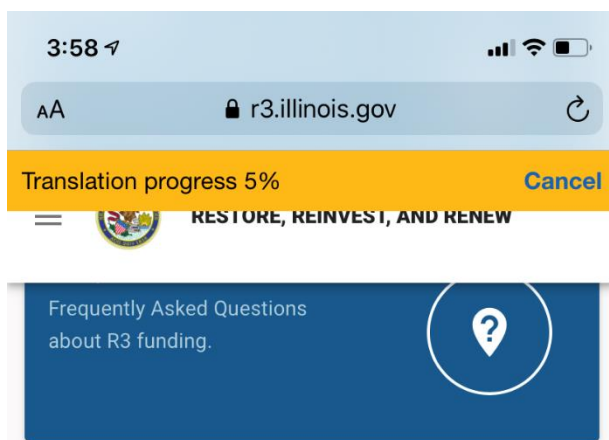 3:58
AA r3.illinois.gov
Translation progress 5% Cancel
RESTORE, REINVEST, AND RENEW
Frequently Asked Questions
about R3 funding.
?